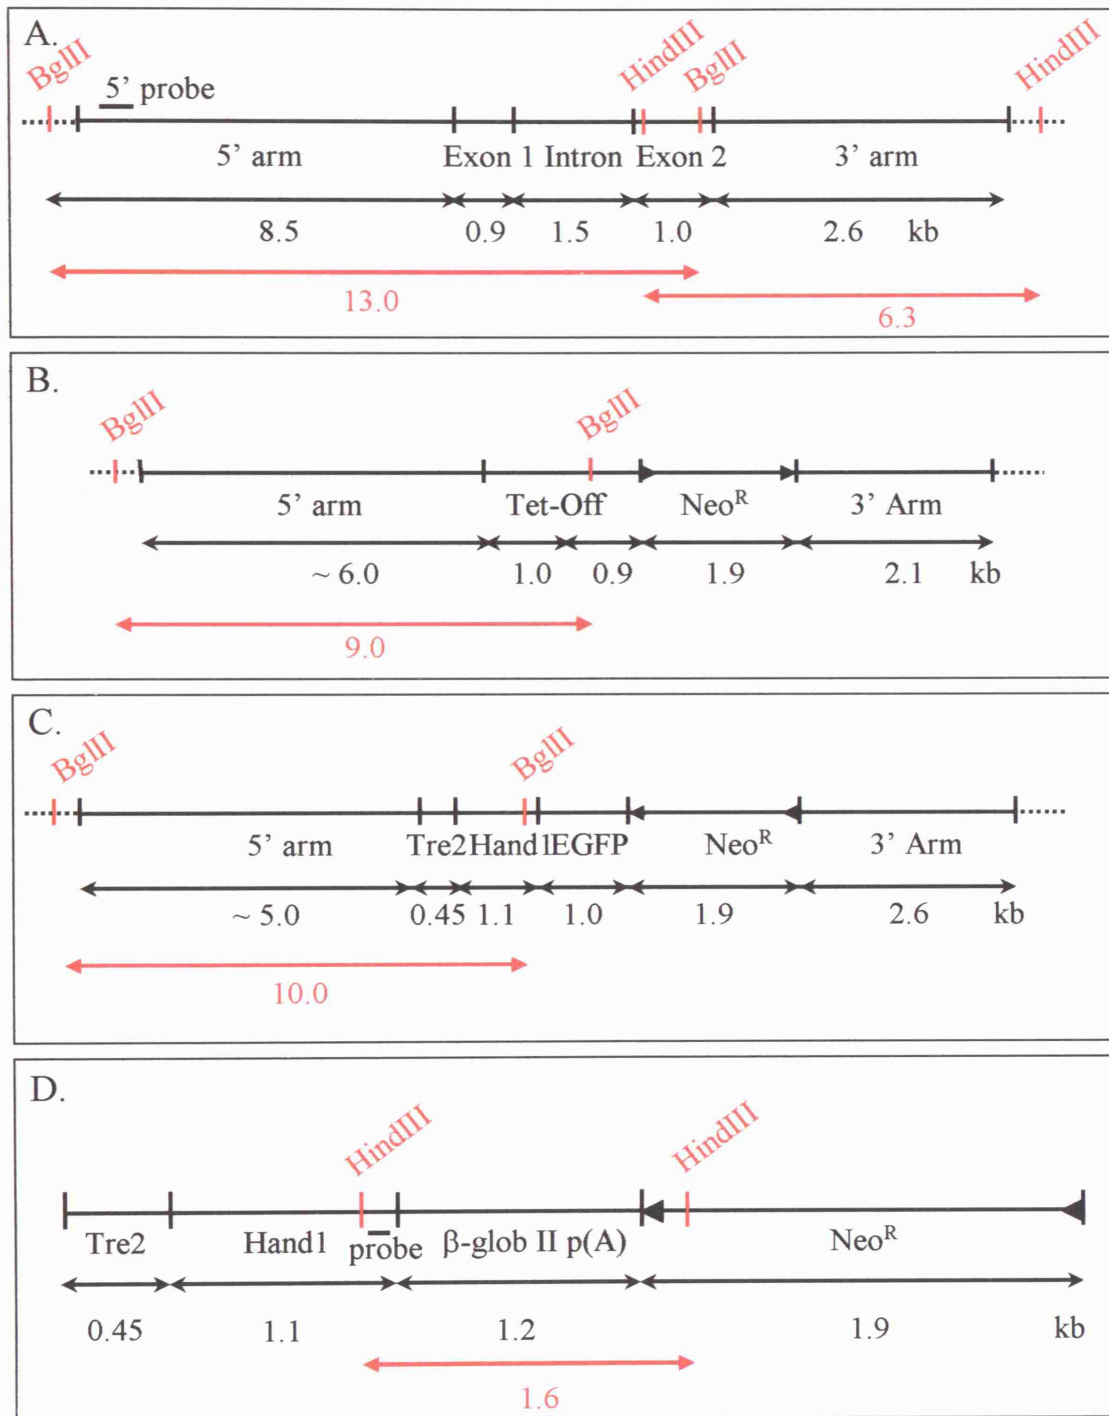 A.
BglII HindIII BglII HindIII
5’ probe
5’ arm Exon 1 Intron Exon 2 3’ arm
8.5 0.9 1.5 1.0 2.6 kb
13.0
6.3
B.
BglII BglII
5’ arm Tet-Off Neo^R 3’ Arm
~ 6.0 1.0 0.9 1.9 2.1 kb
9.0
C.
BglII BglII
5’ arm Tre2 Hand1 EGFP Neo^R 3’ Arm
~ 5.0 0.45 1.1 1.0 1.9 2.6 kb
10.0
D.
HindIII HindIII
Tre2 Hand1 probe β-glob II p(A) Neo^R
0.45 1.1 1.2 1.9 kb
1.6